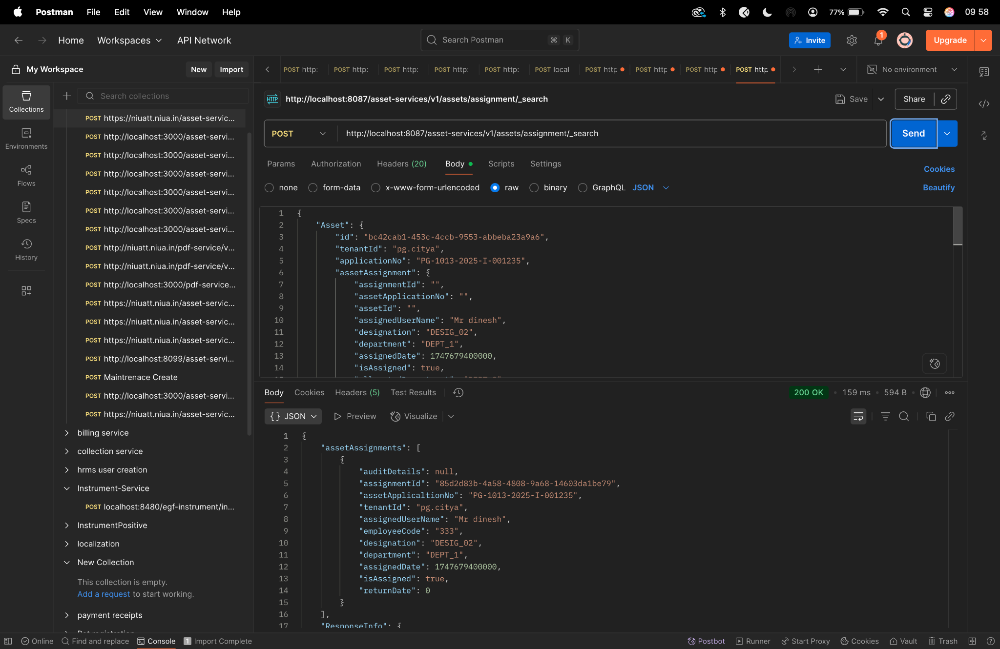 Postman File Edit View Window Help 77% 09 58
Home Workspaces API Network Search Postman ⌘ K Invite 1 Upgrade
My Workspace New Import
POST http: POST http: POST http: POST http: POST http: POST local POST http POST http POST http POST http No environment
Collections
Environments
Flows
Specs
History
Search collections
POST https://niuatt.niua.in/asset-servic...
POST http://localhost:3000/asset-servi...
POST http://localhost:3000/asset-servi...
POST http://localhost:3000/asset-servi...
POST http://localhost:3000/asset-servi...
POST http://localhost:3000/asset-servi...
POST http://localhost:3000/asset-servi...
POST http://niuatt.niua.in/pdf-service/v...
POST http://niuatt.niua.in/pdf-service/v...
POST http://localhost:3000/pdf-service...
POST https://niuatt.niua.in/asset-servic...
POST https://niuatt.niua.in/asset-servic...
POST https://niuatt.niua.in/asset-servic...
POST http://localhost:8099/asset-servi...
POST Maintrenace Create
POST http://localhost:3000/asset-servi...
POST https://niuatt.niua.in/asset-servic...
billing service
collection service
hrms user creation
Instrument-Service
POST localhost:8480/egf-instrument/in...
InstrumentPositive
localization
New Collection
This collection is empty.
Add a request to start working.
payment receipts
HTTP http://localhost:8087/asset-services/v1/assets/assignment/_search Save Share
POST http://localhost:8087/asset-services/v1/assets/assignment/_search Send
Params Authorization Headers (20) Body Scripts Settings Cookies
none form-data x-www-form-urlencoded raw binary GraphQL JSON Beautify
1 {
2 "Asset": {
3 "id": "bc42cab1-453c-4ccb-9553-abbeba23a9a6",
4 "tenantId": "pg.citya",
5 "applicationNo": "PG-1013-2025-I-001235",
6 "assetAssignment": {
7 "assignmentId": "",
8 "assetApplicationNo": "",
9 "assetId": "",
10 "assignedUserName": "Mr dinesh",
11 "designation": "DESIG_02",
12 "department": "DEPT_1",
13 "assignedDate": 1747679400000,
14 "isAssigned": true,
Body Cookies Headers (5) Test Results 200 OK 159 ms 594 B
{} JSON Preview Visualize
1 {
2 "assetAssignments": [
3 {
4 "auditDetails": null,
5 "assignmentId": "85d2d83b-4a58-4808-9a68-14603da1be79",
6 "assetApplicaltionNo": "PG-1013-2025-I-001235",
7 "tenantId": "pg.citya",
8 "assignedUserName": "Mr dinesh",
9 "employeeCode": "333",
10 "designation": "DESIG_02",
11 "department": "DEPT_1",
12 "assignedDate": 1747679400000,
13 "isAssigned": true,
14 "returnDate": 0
15 }
16 ],
17 "ResponseInfo": {
Online Find and replace Console 1 Import Complete Postbot Runner Start Proxy Cookies Vault Trash